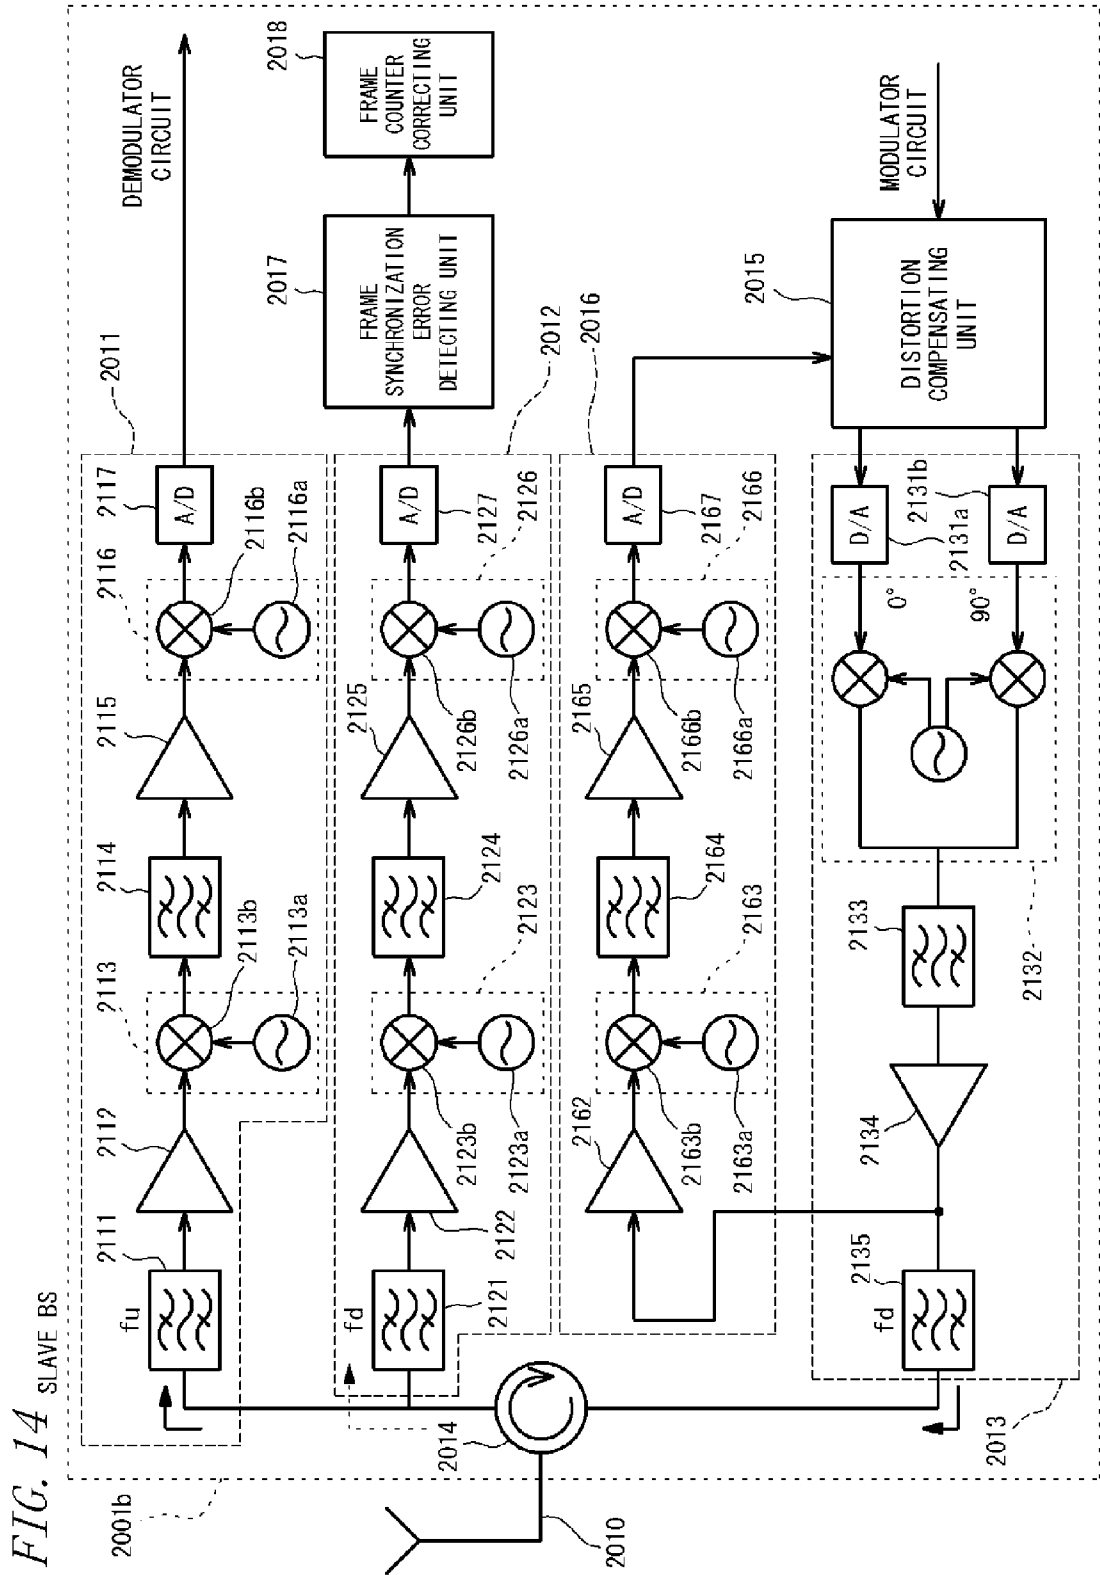 FIG. 14
SLAVE BS
2001b
2011
fu
2111
2112
2113
2113b
2113a
2114
2115
2116
2116b
2116a
2117
A/D
DEMODULATOR
CIRCUIT
2014
fd
2121
2122
2123b
2123a
2123
2124
2125
2126b
2126a
2126
2127
A/D
2012
2017
FRAME
SYNCHRONIZATION
ERROR
DETECTING UNIT
2018
FRAME
COUNTER
CORRECTING
UNIT
2010
2162
2163b
2163a
2163
2164
2165
2166b
2166a
2166
2167
A/D
2016
2015
DISTORTION
COMPENSATING
UNIT
MODULATOR
CIRCUIT
2013
fd
2135
2134
2133
2132
0°
90°
D/A
D/A
2131a
2131b